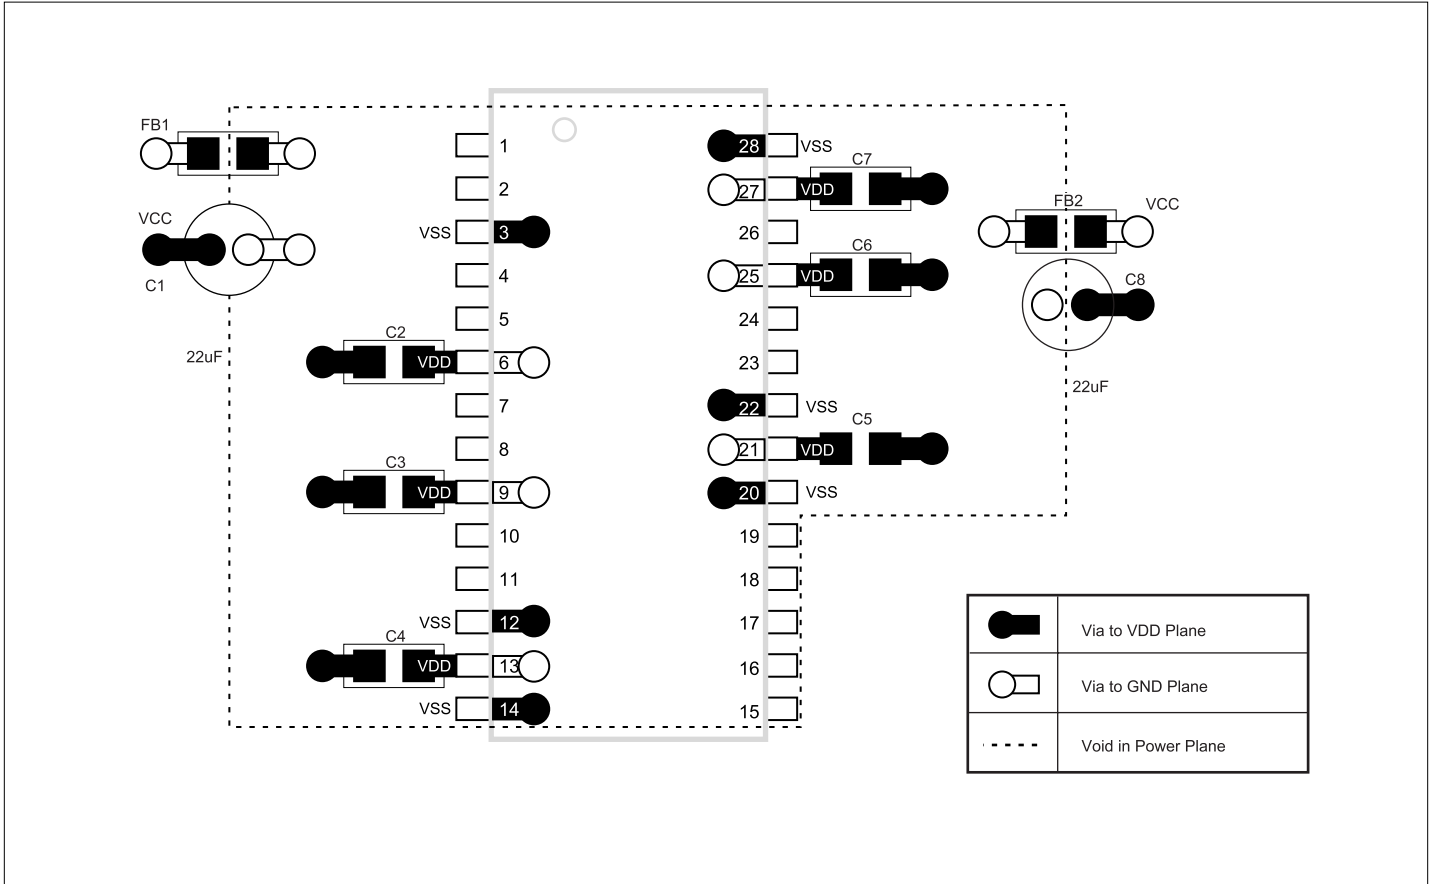 FB1
1
28 VSS
C7
2
27 VDD
FB2
VCC
VCC
VSS 3
26
C6
C1
4
25 VDD
C8
5
24
C2
22uF
VDD 6
23
22uF
7
22 VSS
C5
8
21 VDD
C3
VDD 9
20 VSS
10
19
11
18
VSS 12
17
Via to VDD Plane
C4
VDD 13
16
Via to GND Plane
VSS 14
15
Void in Power Plane